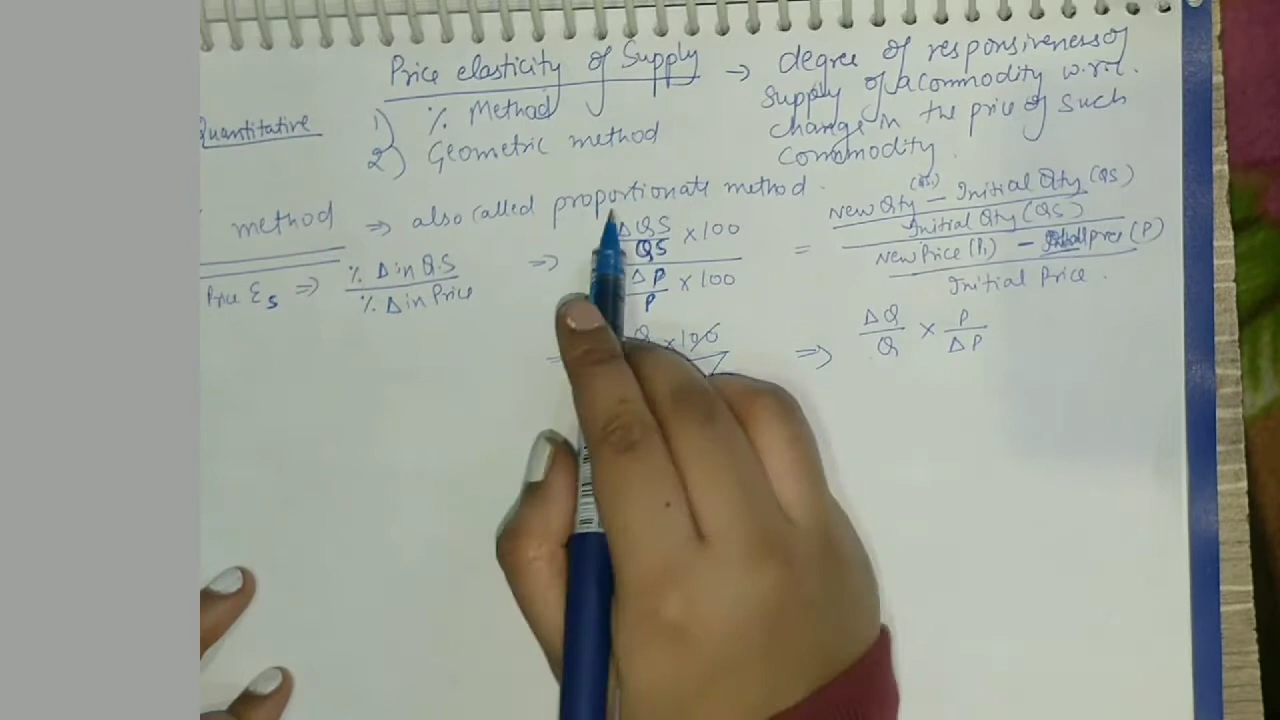 Price elasticity of Supply → degree of responsiveness of
supply of a commodity w.r.t.
change in the price of such
commodity.
Quantitative
1) % Method
2) Geometric method
method ⇒ also called proportionate method.
Price Es ⇒ % Δ in Q.S / % Δ in Price
⇒ ΔQS / QS × 100 / ΔP / P × 100
= New Qty (QS1) - Initial Qty (QS) / Initial Qty (QS) / New Price (P1) - Price (P) / Initial Price.
= Q × 100
⇒ ΔQ / Q × P / ΔP